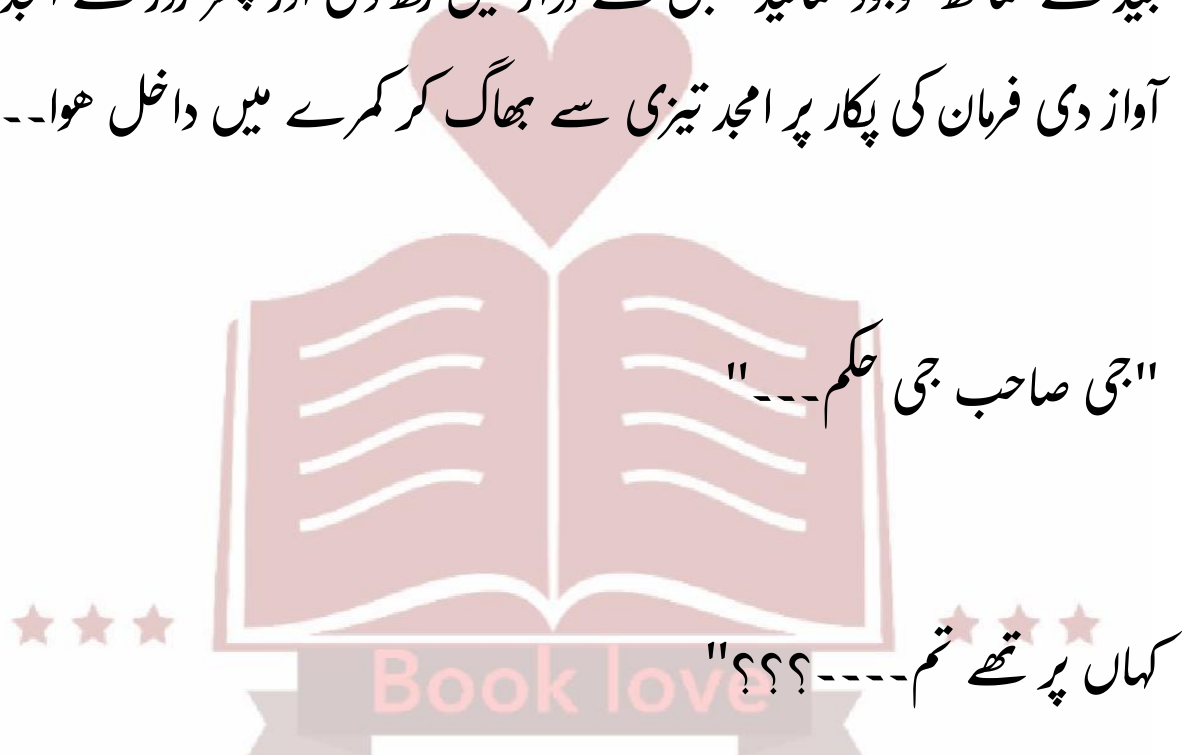 آواز دی فرمان کی پکار پر امجد تیزی سے بھاگ کر کمرے میں داخل ھوا۔۔
"جی صاحب جی حکم۔۔۔"
کہاں پر تھے تم۔۔۔۔؟؟؟"
Book love